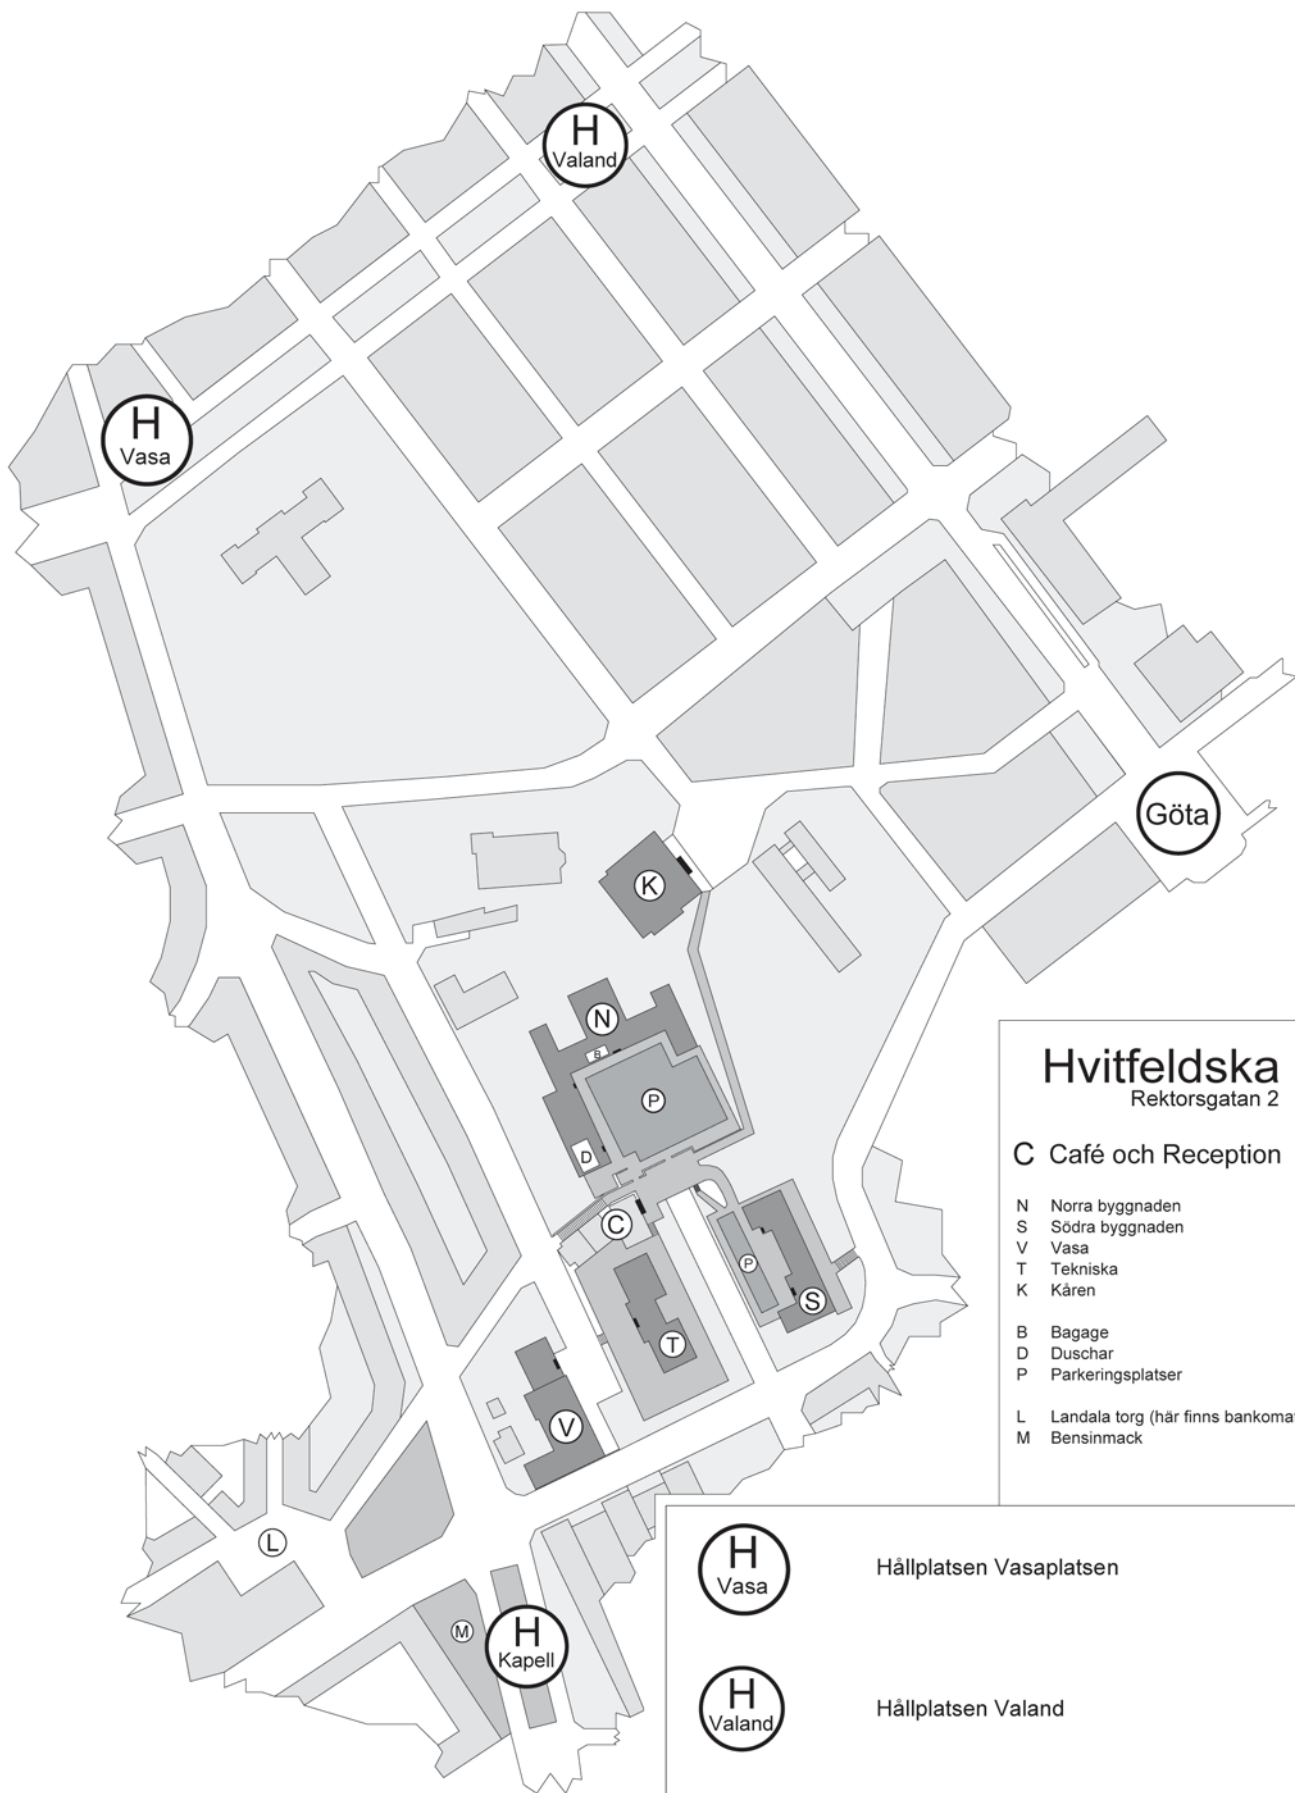 H
Valand
H
Vasa
Göta
K
N
B
P
D
C
P
S
T
V
L
M
H
Kapell
Hvitfeldska
Rektorsgatan 2
C Café och Reception
N Norra byggnaden
S Södra byggnaden
V Vasa
T Tekniska
K Kåren
B Bagage
D Duschar
P Parkeringsplatser
L Landala torg (här finns bankoma
M Bensinmack
H
Vasa
Hållplatsen Vasaplatsen
H
Valand
Hållplatsen Valand